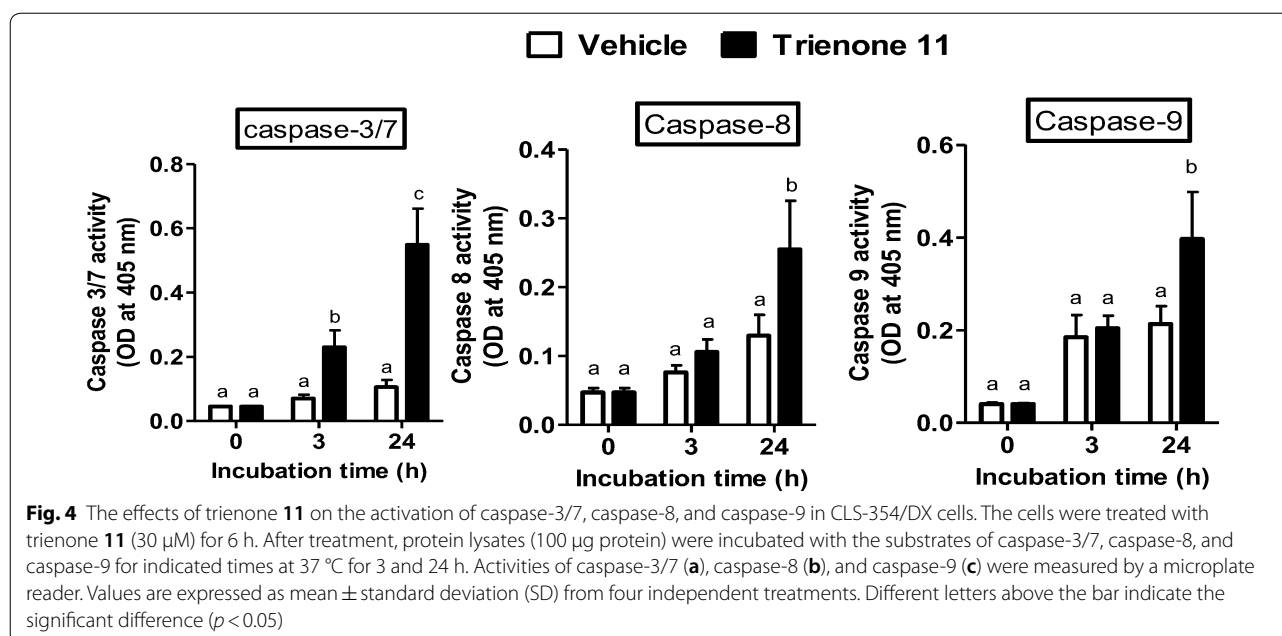 Vehicle Trienone 11
caspase-3/7
Caspase 3/7 activity
(OD at 405 nm)
0.8
0.6
0.4
0.2
0.0
a a a b a c
0 3 24
Incubation time (h)
Caspase-8
Caspase 8 activity
(OD at 405 nm)
0.4
0.3
0.2
0.1
0.0
a a a a a b
0 3 24
Incubation time (h)
Caspase-9
Caspase 9 activity
(OD at 405 nm)
0.6
0.4
0.2
0.0
a a a a a b
0 3 24
Incubation time (h)
Fig. 4 The effects of trienone 11 on the activation of caspase-3/7, caspase-8, and caspase-9 in CLS-354/DX cells. The cells were treated with
trienone 11 (30 μM) for 6 h. After treatment, protein lysates (100 μg protein) were incubated with the substrates of caspase-3/7, caspase-8, and
caspase-9 for indicated times at 37 °C for 3 and 24 h. Activities of caspase-3/7 (a), caspase-8 (b), and caspase-9 (c) were measured by a microplate
reader. Values are expressed as mean ± standard deviation (SD) from four independent treatments. Different letters above the bar indicate the
significant difference (p < 0.05)